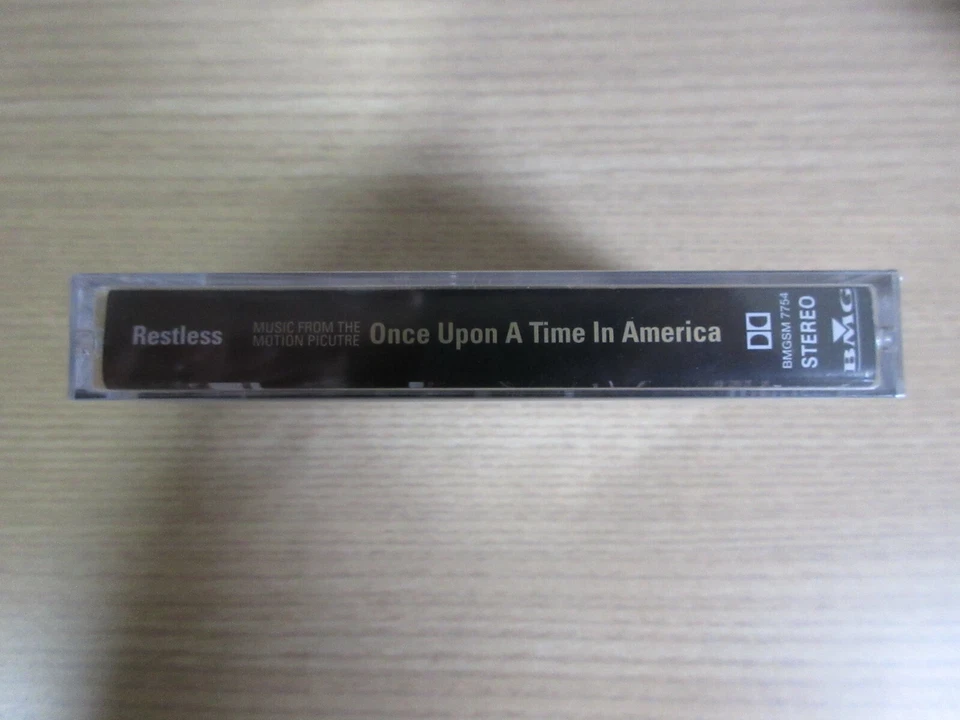 Restless
MUSIC FROM THE
MOTION PICUTRE
Once Upon A Time In America
BMGSM 7754
STEREO
BMG